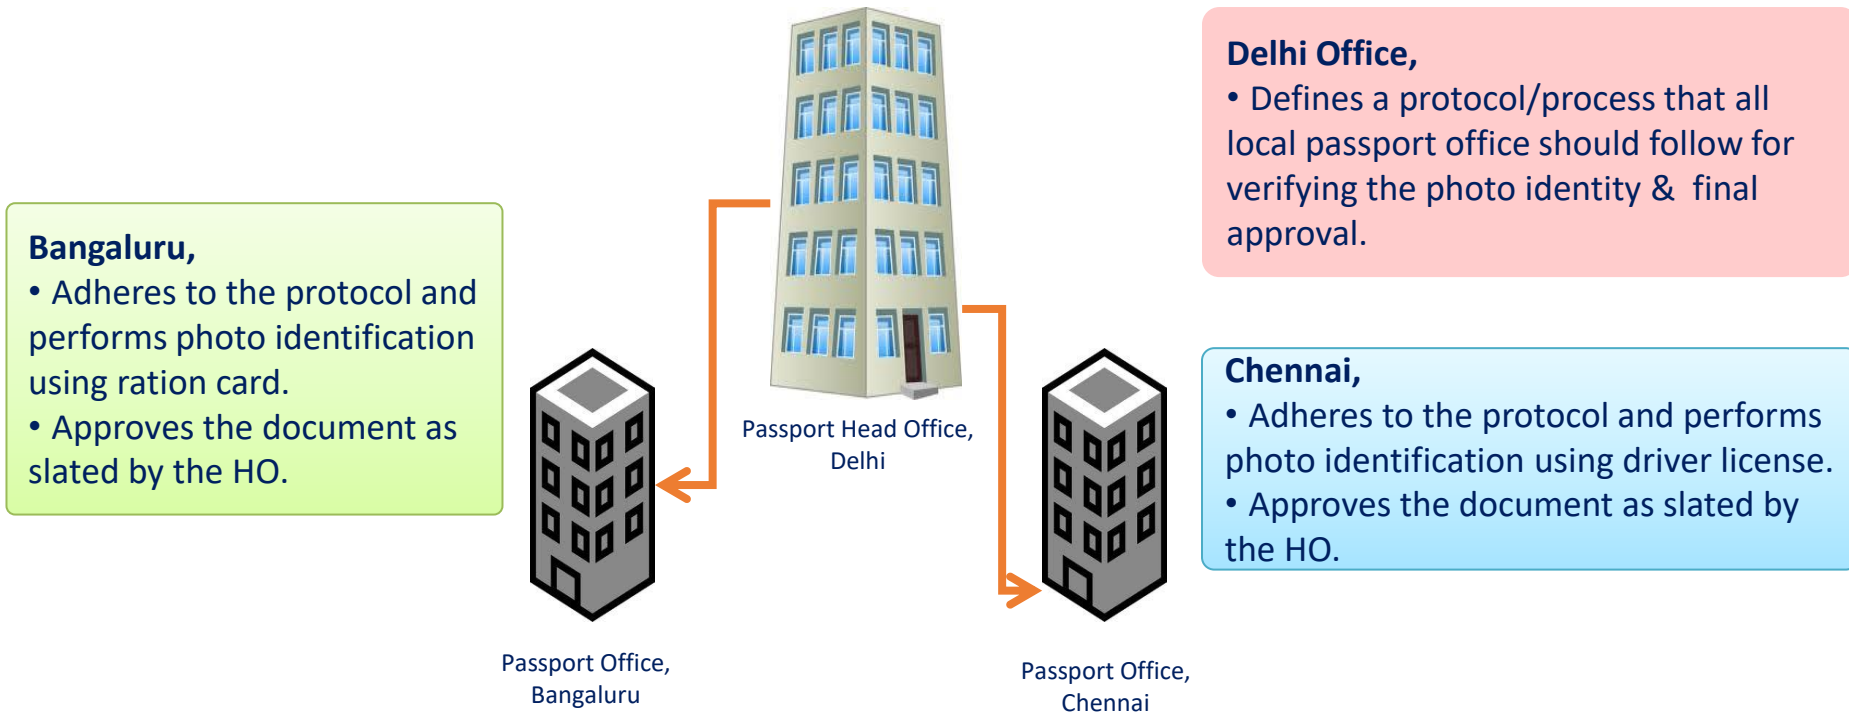 Delhi Office,
• Defines a protocol/process that all
local passport office should follow for
verifying the photo identity & final
approval.
Bangaluru,
• Adheres to the protocol and
performs photo identification
using ration card.
• Approves the document as
slated by the HO.
Passport Head Office,
Delhi
Chennai,
• Adheres to the protocol and performs
photo identification using driver license.
• Approves the document as slated by
the HO.
Passport Office,
Bangaluru
Passport Office,
Chennai